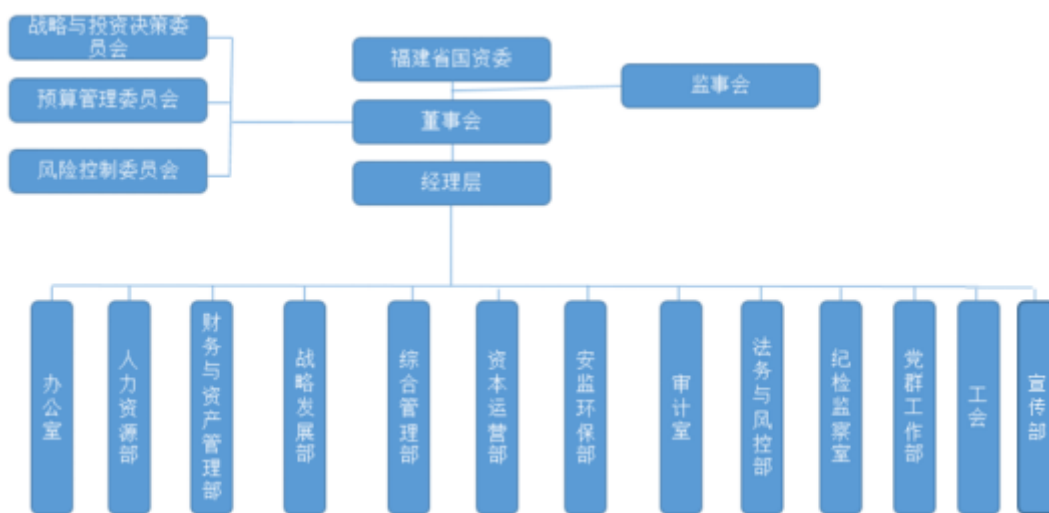 战略与投资决策委
员会
福建省国资委
监事会
预算管理委员会
董事会
风险控制委员会
经理层
办公室
人力资源部
财务与资产管理部
战略发展部
综合管理部
资本运营部
安监环保部
审计室
法务与风控部
纪检监察室
党群工作部
工会
宣传部